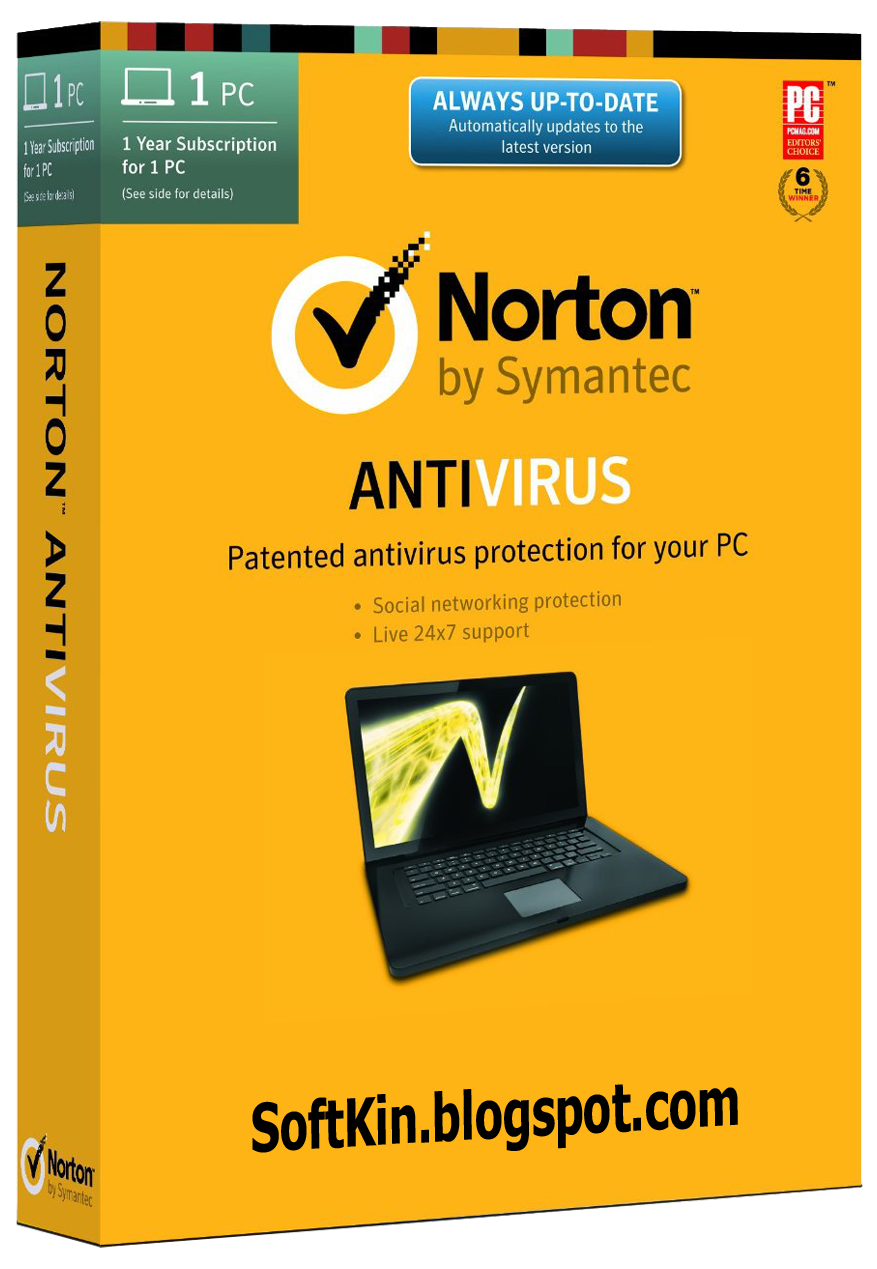 1 PC
1 Year Subscription
for 1 PC
(See side for details)
NORTON™ ANTIVIRUS
Norton
by Symantec
1 PC
1 Year Subscription
for 1 PC
(See side for details)
ALWAYS UP-TO-DATE
Automatically updates to the
latest version
PC™
PCMAG.COM
EDITORS'
CHOICE
6
TIME
WINNER
Norton™
by Symantec
ANTIVIRUS
Patented antivirus protection for your PC
• Social networking protection
• Live 24x7 support
SoftKin.blogspot.com